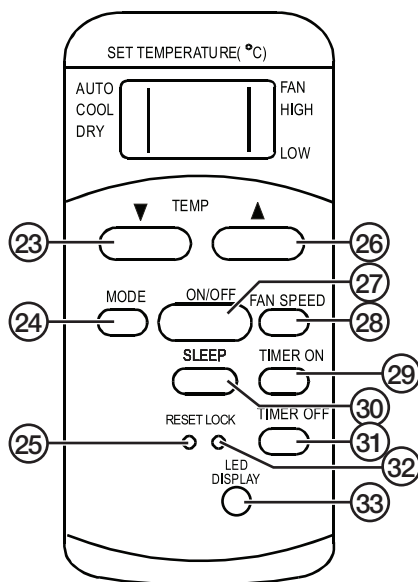 SET TEMPERATURE(°C)
AUTO
COOL
DRY
FAN
HIGH
LOW
▼ TEMP ▲
23
26
27
MODE
ON/OFF
FAN SPEED
24
28
SLEEP
TIMER ON
29
30
RESET LOCK
TIMER OFF
25
31
32
LED
DISPLAY
33